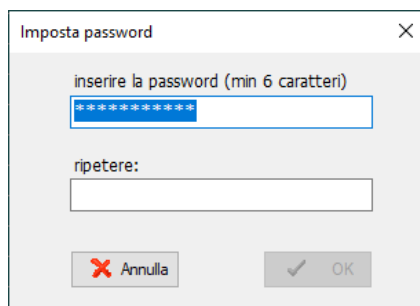 Imposta password
inserire la password (min 6 caratteri)
***********
ripetere:
Annulla
OK